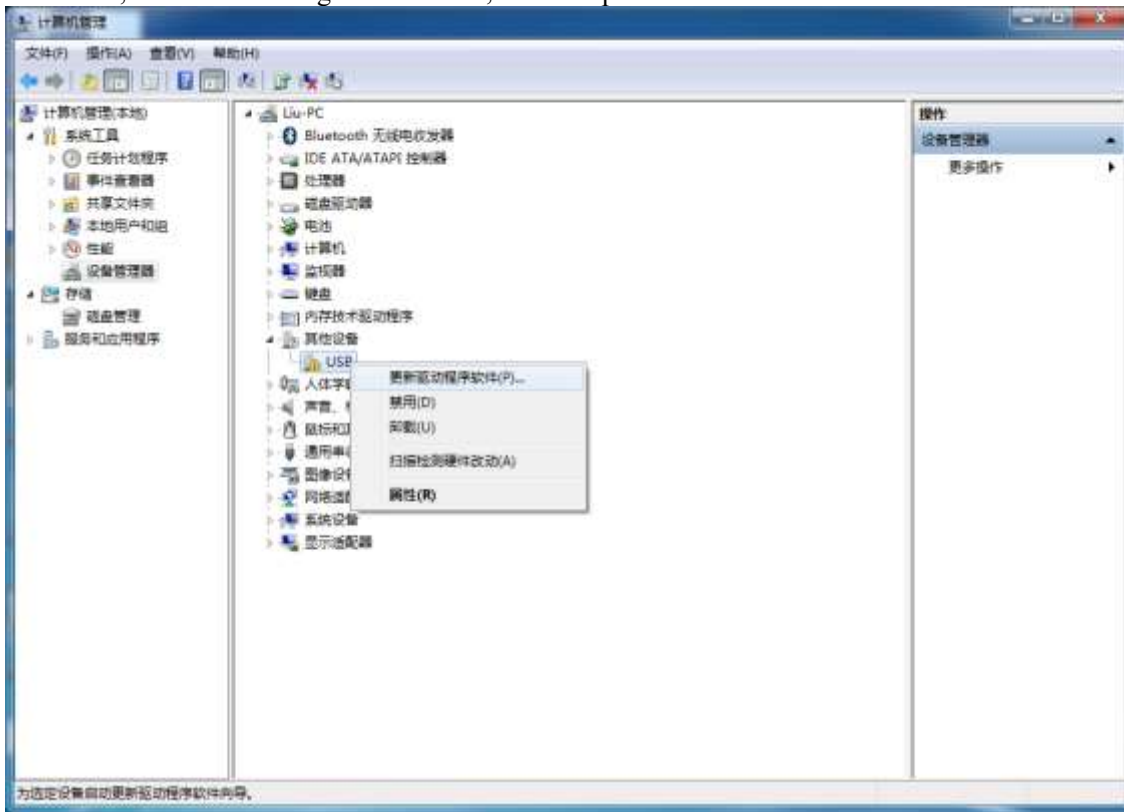 计算机管理
文件(F) 操作(A) 查看(V) 帮助(H)
计算机管理(本地)
系统工具
任务计划程序
事件查看器
共享文件夹
本地用户和组
性能
设备管理器
存储
磁盘管理
服务和应用程序
Liu-PC
Bluetooth 无线电收发器
IDE ATA/ATAPI 控制器
处理器
磁盘驱动器
电池
计算机
监视器
键盘
内存技术驱动程序
其他设备
USB
人体学
声音、
鼠标和
通用串
图像设
网络适
系统设备
显示适配器
更新驱动程序软件(P)...
禁用(D)
卸载(U)
扫描检测硬件改动(A)
属性(R)
操作
设备管理器
更多操作
为选定设备启动更新驱动程序软件向导。